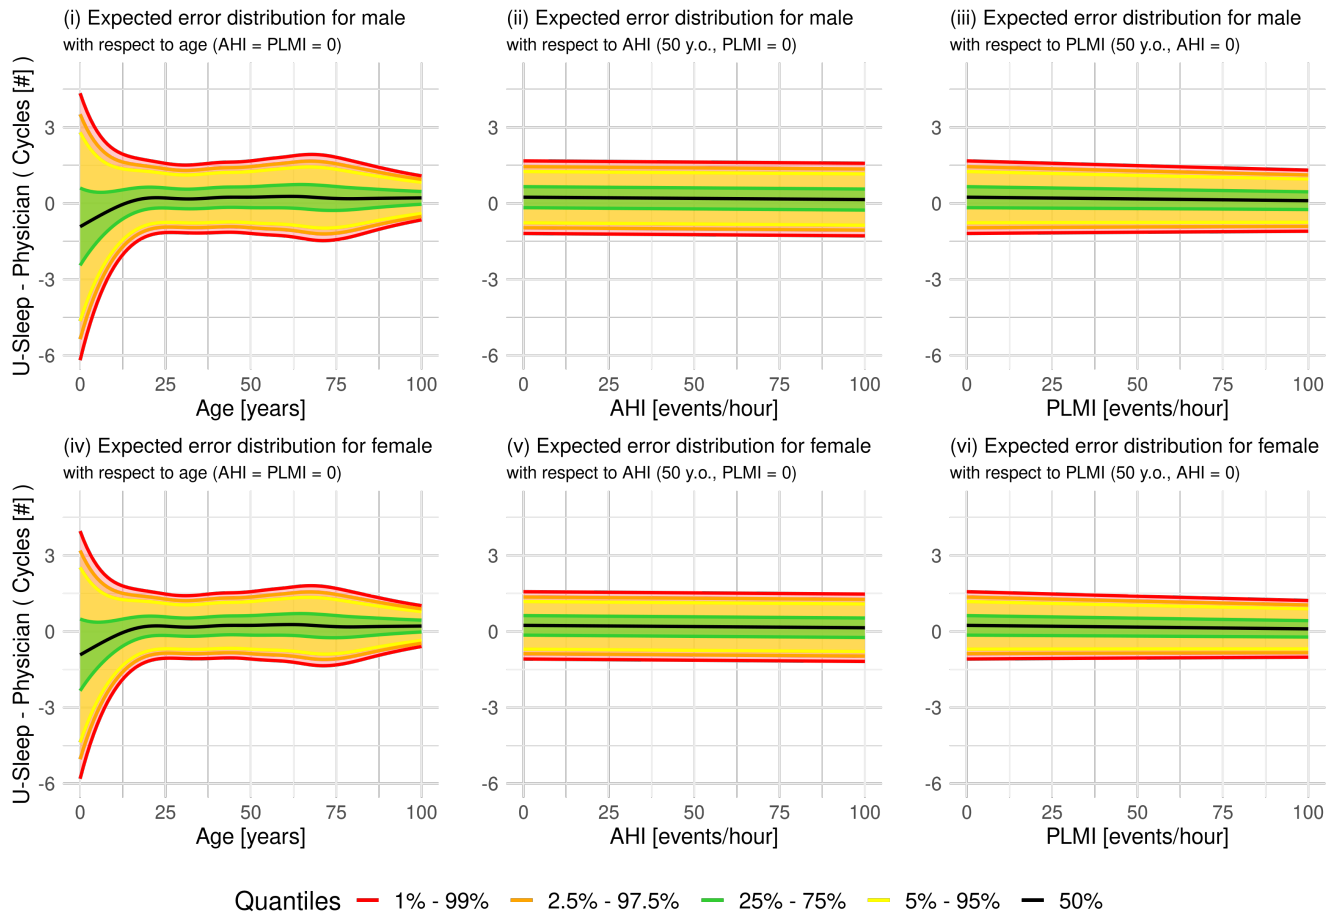 (i) Expected error distribution for male
with respect to age (AHI = PLMI = 0)
(ii) Expected error distribution for male
with respect to AHI (50 y.o., PLMI = 0)
(iii) Expected error distribution for male
with respect to PLMI (50 y.o., AHI = 0)
U-Sleep - Physician ( Cycles [#] )
3
0
-3
-6
0 25 50 75 100
Age [years]
3
0
-3
-6
0 25 50 75 100
AHI [events/hour]
3
0
-3
-6
0 25 50 75 100
PLMI [events/hour]
(iv) Expected error distribution for female
with respect to age (AHI = PLMI = 0)
(v) Expected error distribution for female
with respect to AHI (50 y.o., PLMI = 0)
(vi) Expected error distribution for female
with respect to PLMI (50 y.o., AHI = 0)
U-Sleep - Physician ( Cycles [#] )
3
0
-3
-6
0 25 50 75 100
Age [years]
3
0
-3
-6
0 25 50 75 100
AHI [events/hour]
3
0
-3
-6
0 25 50 75 100
PLMI [events/hour]
Quantiles 1% - 99% 2.5% - 97.5% 25% - 75% 5% - 95% 50%